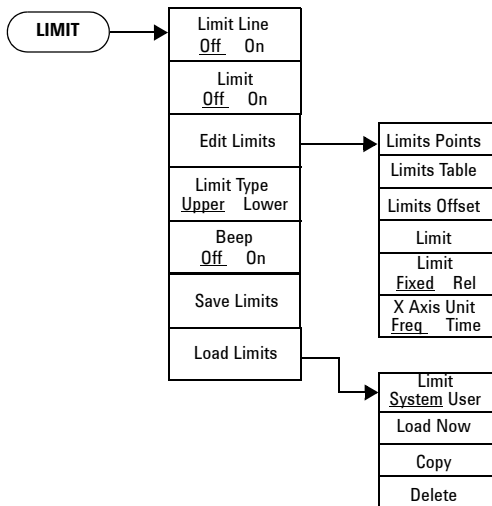 LIMIT
Limit Line
Off On
Limit
Off On
Edit Limits
Limit Type
Upper Lower
Beep
Off On
Save Limits
Load Limits
Limits Points
Limits Table
Limits Offset
Limit
Limit
Fixed Rel
X Axis Unit
Freq Time
Limit
System User
Load Now
Copy
Delete